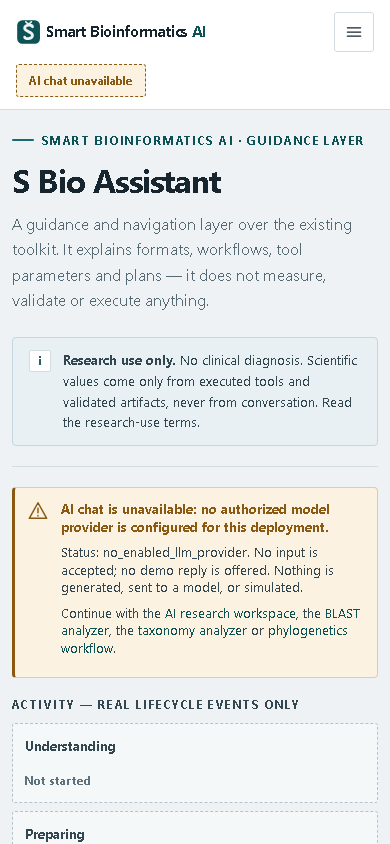 Š Smart Bioinformatics AI
AI chat unavailable
SMART BIOINFORMATICS AI · GUIDANCE LAYER
S Bio Assistant
A guidance and navigation layer over the existing
toolkit. It explains formats, workflows, tool
parameters and plans — it does not measure,
validate or execute anything.
i
Research use only. No clinical diagnosis. Scientific
values come only from executed tools and
validated artifacts, never from conversation. Read
the research-use terms.
AI chat is unavailable: no authorized model
provider is configured for this deployment.
Status: no_enabled_llm_provider. No input is
accepted; no demo reply is offered. Nothing is
generated, sent to a model, or simulated.
Continue with the AI research workspace, the BLAST
analyzer, the taxonomy analyzer or phylogenetics
workflow.
ACTIVITY — REAL LIFECYCLE EVENTS ONLY
Understanding
Not started
Preparing